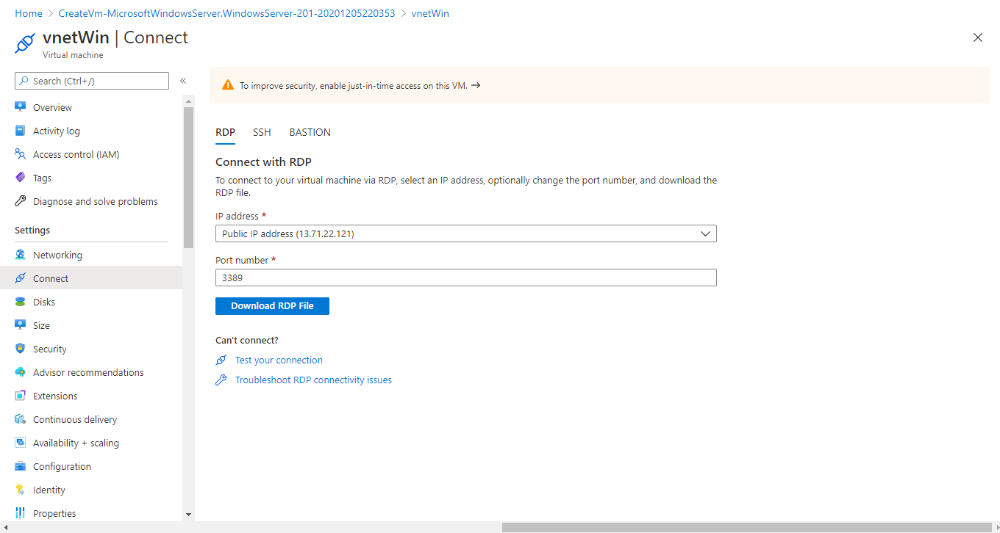 Home > CreateVm-MicrosoftWindowsServer.WindowsServer-201-20201205220353 > vnetWin
vnetWin | Connect
Virtual machine
Search (Ctrl+/)
«
Overview
Activity log
Access control (IAM)
Tags
Diagnose and solve problems
Settings
Networking
Connect
Disks
Size
Security
Advisor recommendations
Extensions
Continuous delivery
Availability + scaling
Configuration
Identity
Properties
To improve security, enable just-in-time access on this VM. →
RDP SSH BASTION
Connect with RDP
To connect to your virtual machine via RDP, select an IP address, optionally change the port number, and download the
RDP file.
IP address *
Public IP address (13.71.22.121)
Port number *
3389
Download RDP File
Can't connect?
Test your connection
Troubleshoot RDP connectivity issues